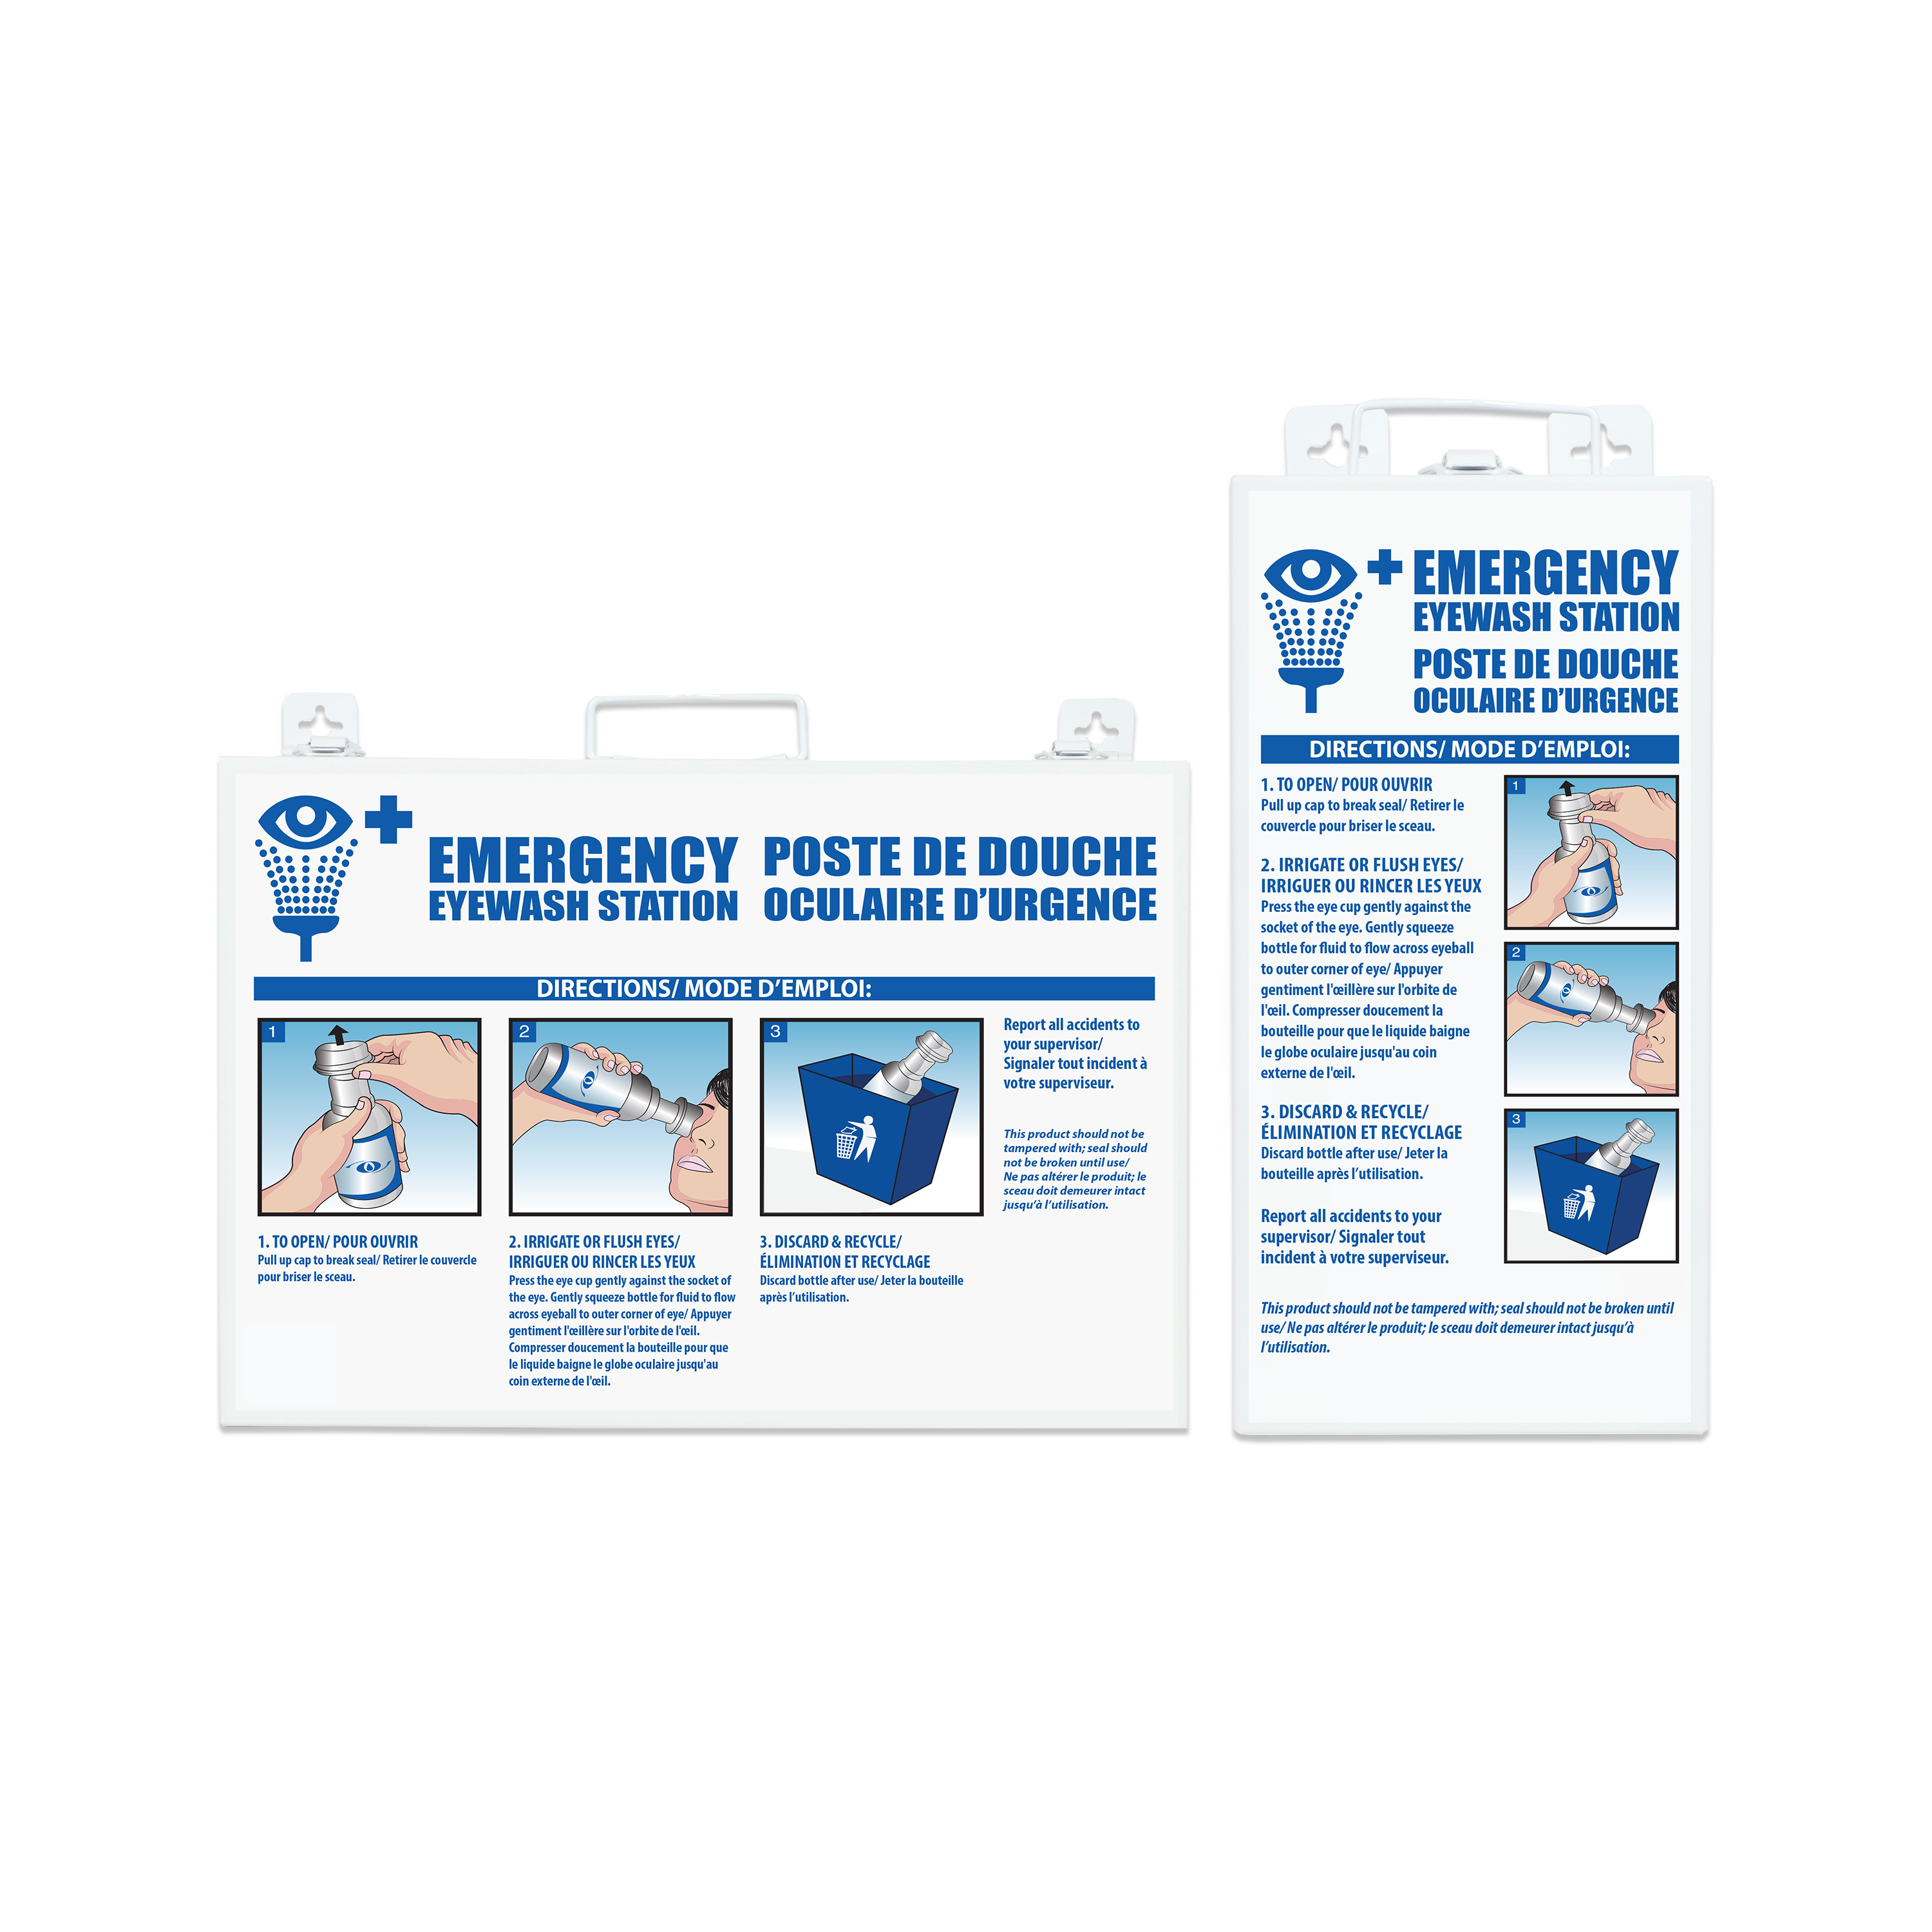 EMERGENCY
EYEWASH STATION
POSTE DE DOUCHE
OCULAIRE D'URGENCE
DIRECTIONS/ MODE D'EMPLOI:
1
2
3
1. TO OPEN/ POUR OUVRIR
Pull up cap to break seal/ Retirer le couvercle
pour briser le sceau.
2. IRRIGATE OR FLUSH EYES/
IRRIGUER OU RINCER LES YEUX
Press the eye cup gently against the socket of
the eye. Gently squeeze bottle for fluid to flow
across eyeball to outer corner of eye/ Appuyer
gentiment l'œillère sur l'orbite de l'œil.
Compresser doucement la bouteille pour que
le liquide baigne le globe oculaire jusqu'au
coin externe de l'œil.
3. DISCARD & RECYCLE/
ÉLIMINATION ET RECYCLAGE
Discard bottle after use/ Jeter la bouteille
après l'utilisation.
Report all accidents to
your supervisor/
Signaler tout incident à
votre superviseur.
This product should not be
tampered with; seal should
not be broken until use/
Ne pas altérer le produit; le
sceau doit demeurer intact
jusqu'à l'utilisation.
EMERGENCY
EYEWASH STATION
POSTE DE DOUCHE
OCULAIRE D'URGENCE
DIRECTIONS/ MODE D'EMPLOI:
1. TO OPEN/ POUR OUVRIR
Pull up cap to break seal/ Retirer le
couvercle pour briser le sceau.
2. IRRIGATE OR FLUSH EYES/
IRRIGUER OU RINCER LES YEUX
Press the eye cup gently against the
socket of the eye. Gently squeeze
bottle for fluid to flow across eyeball
to outer corner of eye/ Appuyer
gentiment l'œillère sur l'orbite de
l'œil. Compresser doucement la
bouteille pour que le liquide baigne
le globe oculaire jusqu'au coin
externe de l'œil.
3. DISCARD & RECYCLE/
ÉLIMINATION ET RECYCLAGE
Discard bottle after use/ Jeter la
bouteille après l'utilisation.
Report all accidents to your
supervisor/ Signaler tout
incident à votre superviseur.
1
2
3
This product should not be tampered with; seal should not be broken until
use/ Ne pas altérer le produit; le sceau doit demeurer intact jusqu'à
l'utilisation.